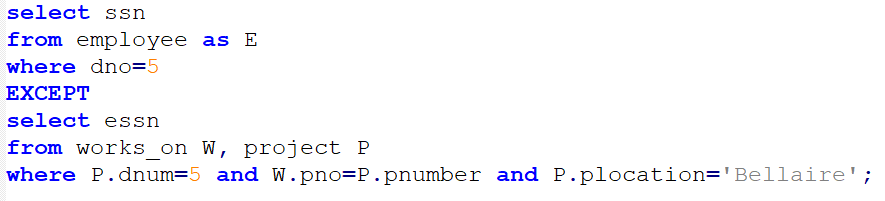 select ssn
from employee as E
where dno=5
EXCEPT
select essn
from works_on W, project P
where P.dnum=5 and W.pno=P.pnumber and P.plocation='Bellaire';